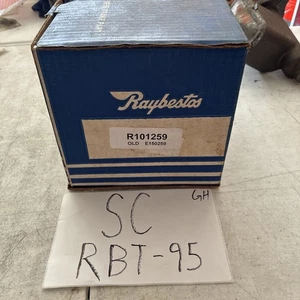 Raybestos
R101259
OLD E150259
SC
GH
RBT-95